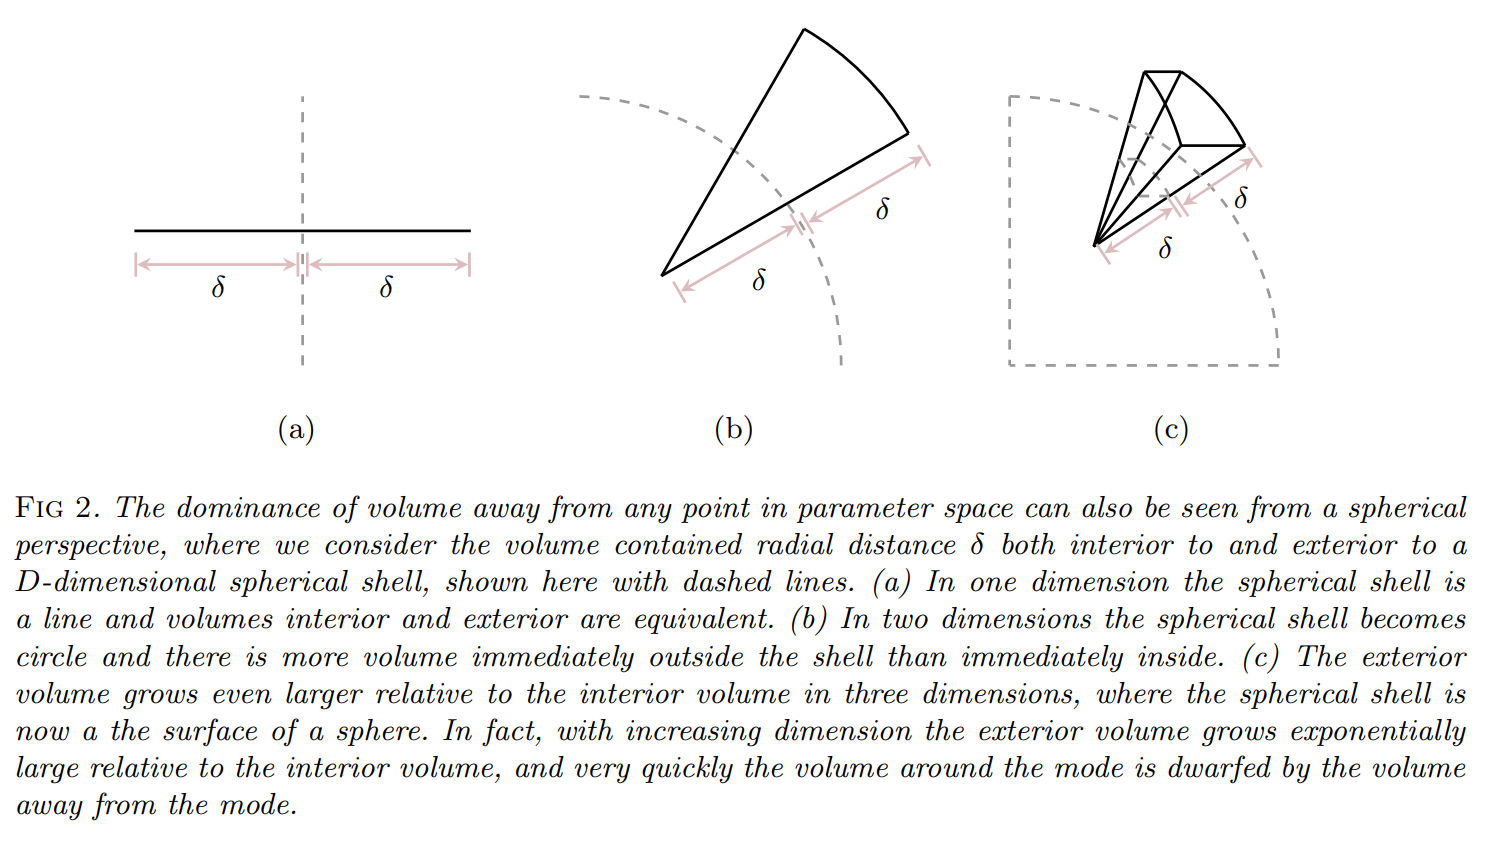 δ δ
δ
δ
δ
δ
(a) (b) (c)
FIG 2. The dominance of volume away from any point in parameter space can also be seen from a spherical
perspective, where we consider the volume contained radial distance δ both interior to and exterior to a
D-dimensional spherical shell, shown here with dashed lines. (a) In one dimension the spherical shell is
a line and volumes interior and exterior are equivalent. (b) In two dimensions the spherical shell becomes
circle and there is more volume immediately outside the shell than immediately inside. (c) The exterior
volume grows even larger relative to the interior volume in three dimensions, where the spherical shell is
now a the surface of a sphere. In fact, with increasing dimension the exterior volume grows exponentially
large relative to the interior volume, and very quickly the volume around the mode is dwarfed by the volume
away from the mode.